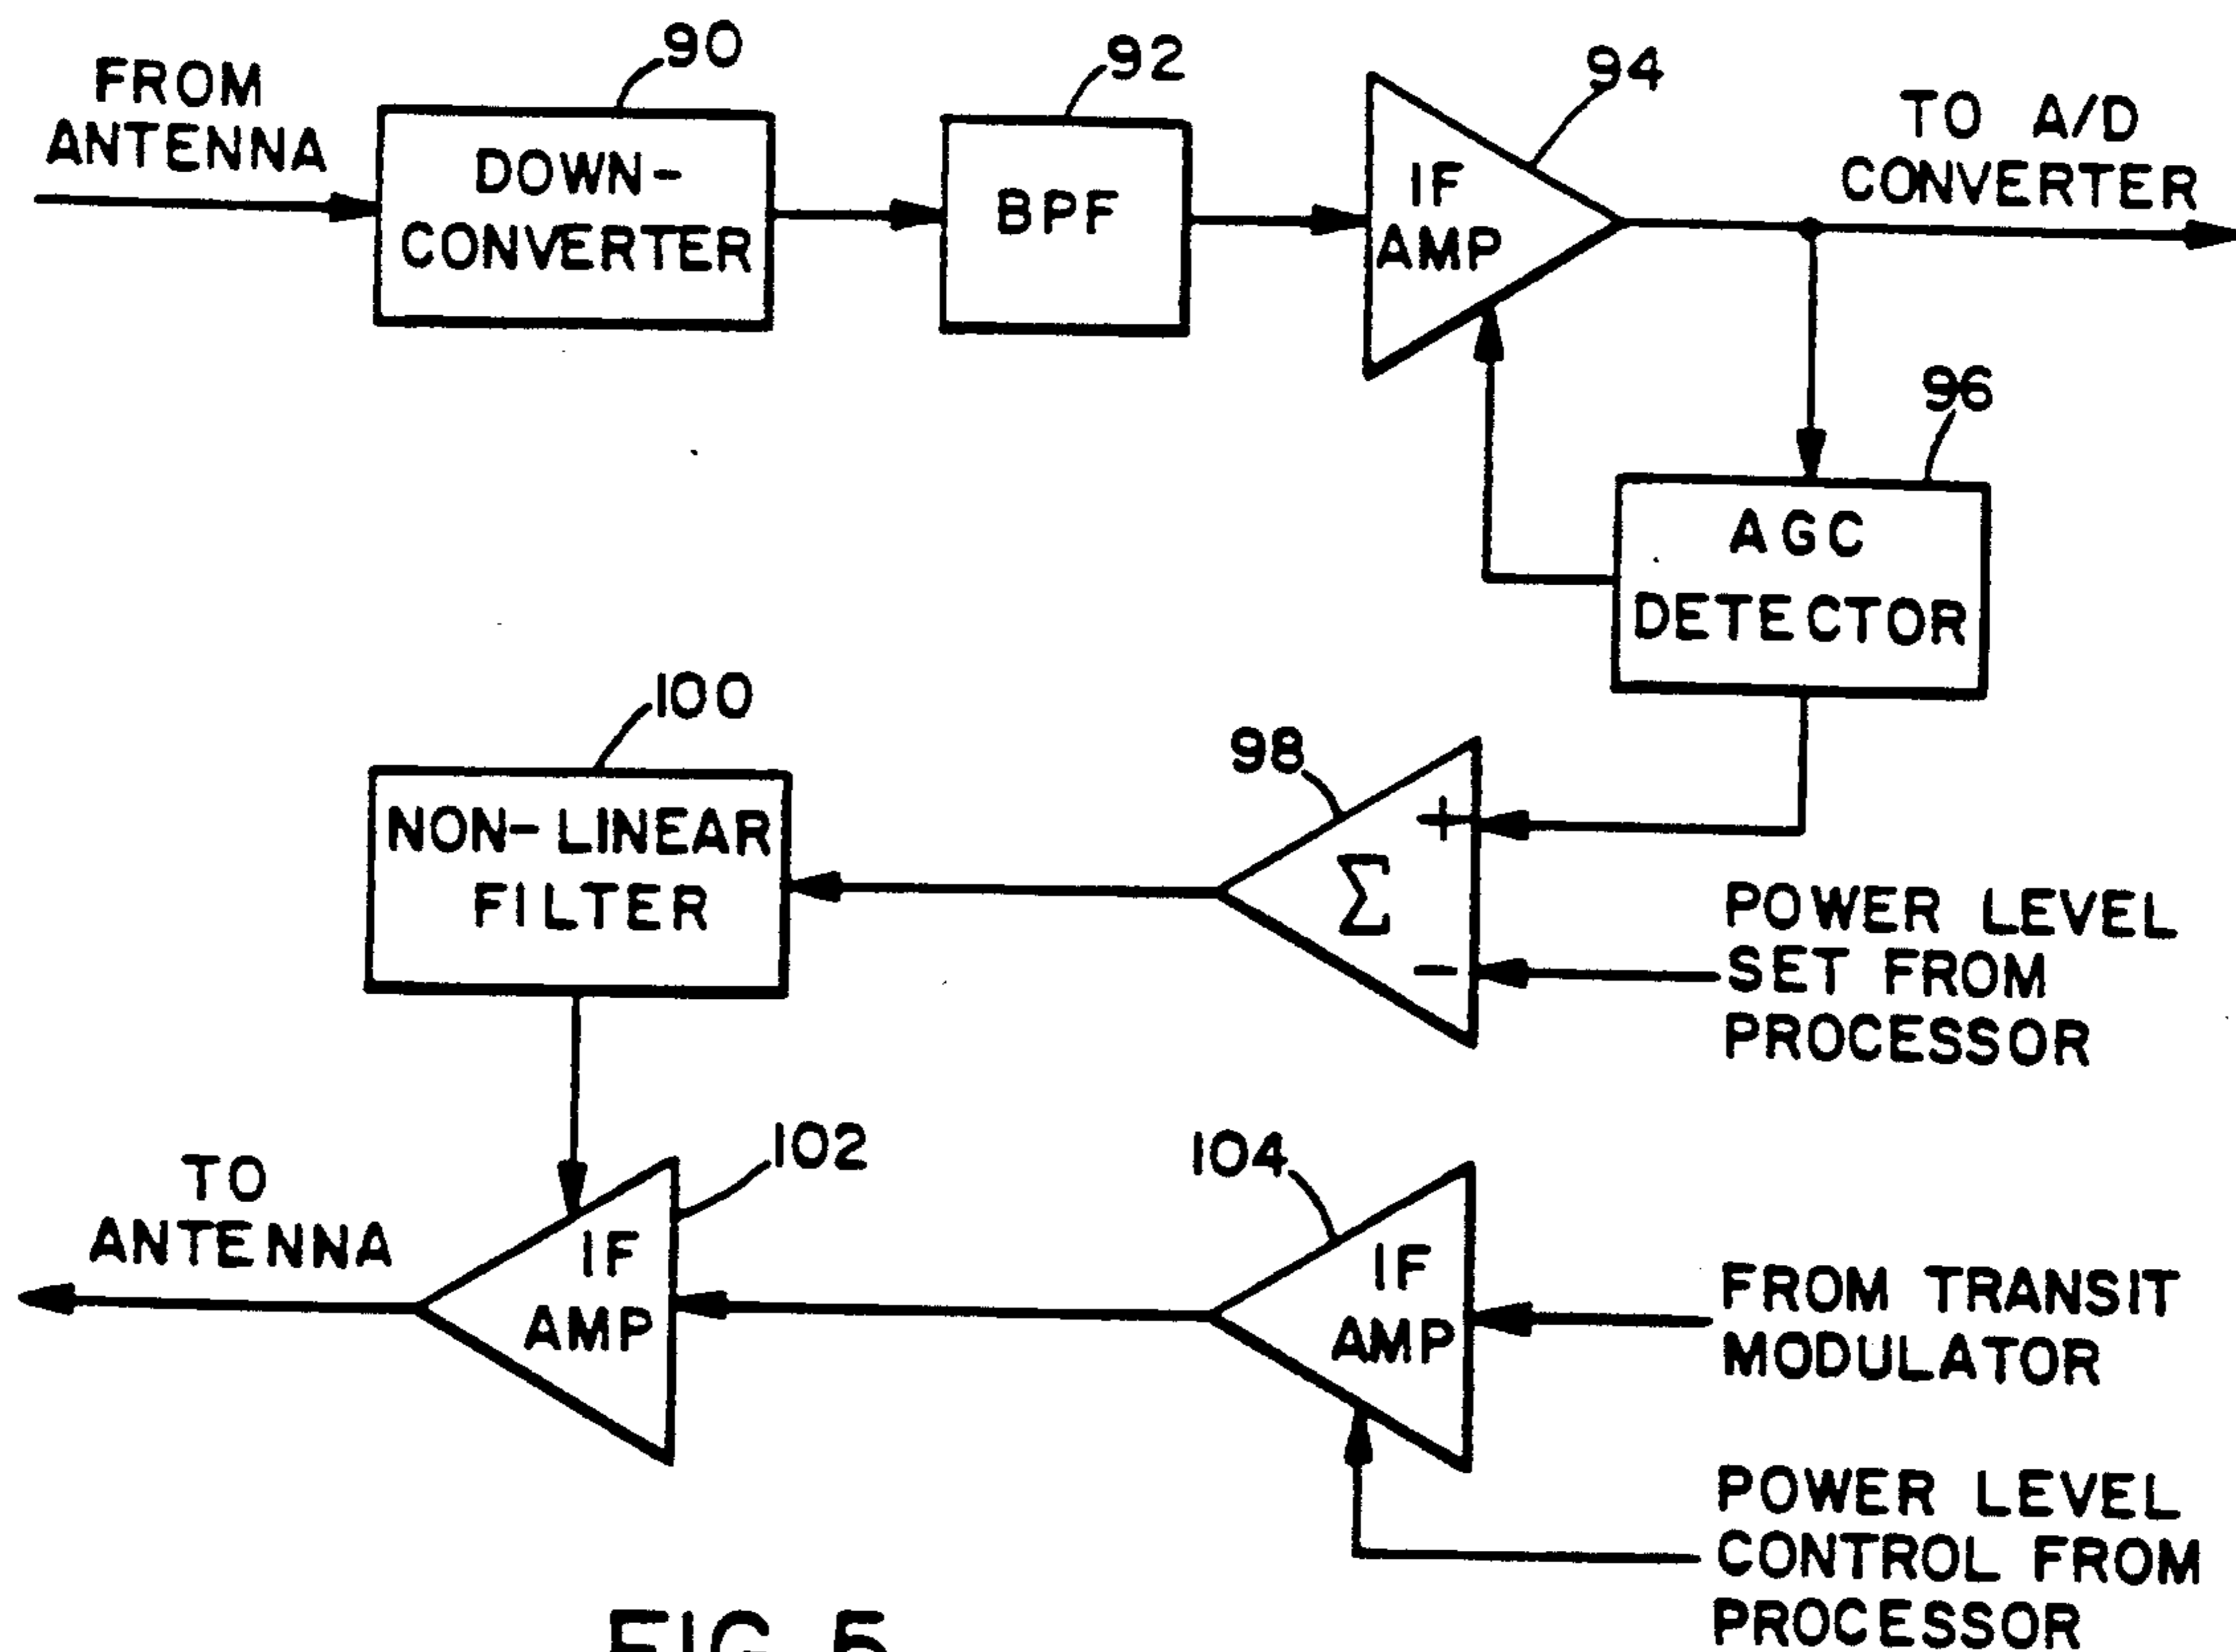 FROM
ANTENNA
90
DOWN-
CONVERTER
92
BPF
94
IF
AMP
TO A/D
CONVERTER
96
AGC
DETECTOR
100
NON-LINEAR
FILTER
98
+
Σ
−
POWER LEVEL
SET FROM
PROCESSOR
TO
ANTENNA
102
IF
AMP
104
IF
AMP
FROM TRANSIT
MODULATOR
POWER LEVEL
CONTROL FROM
PROCESSOR
FIG. 5